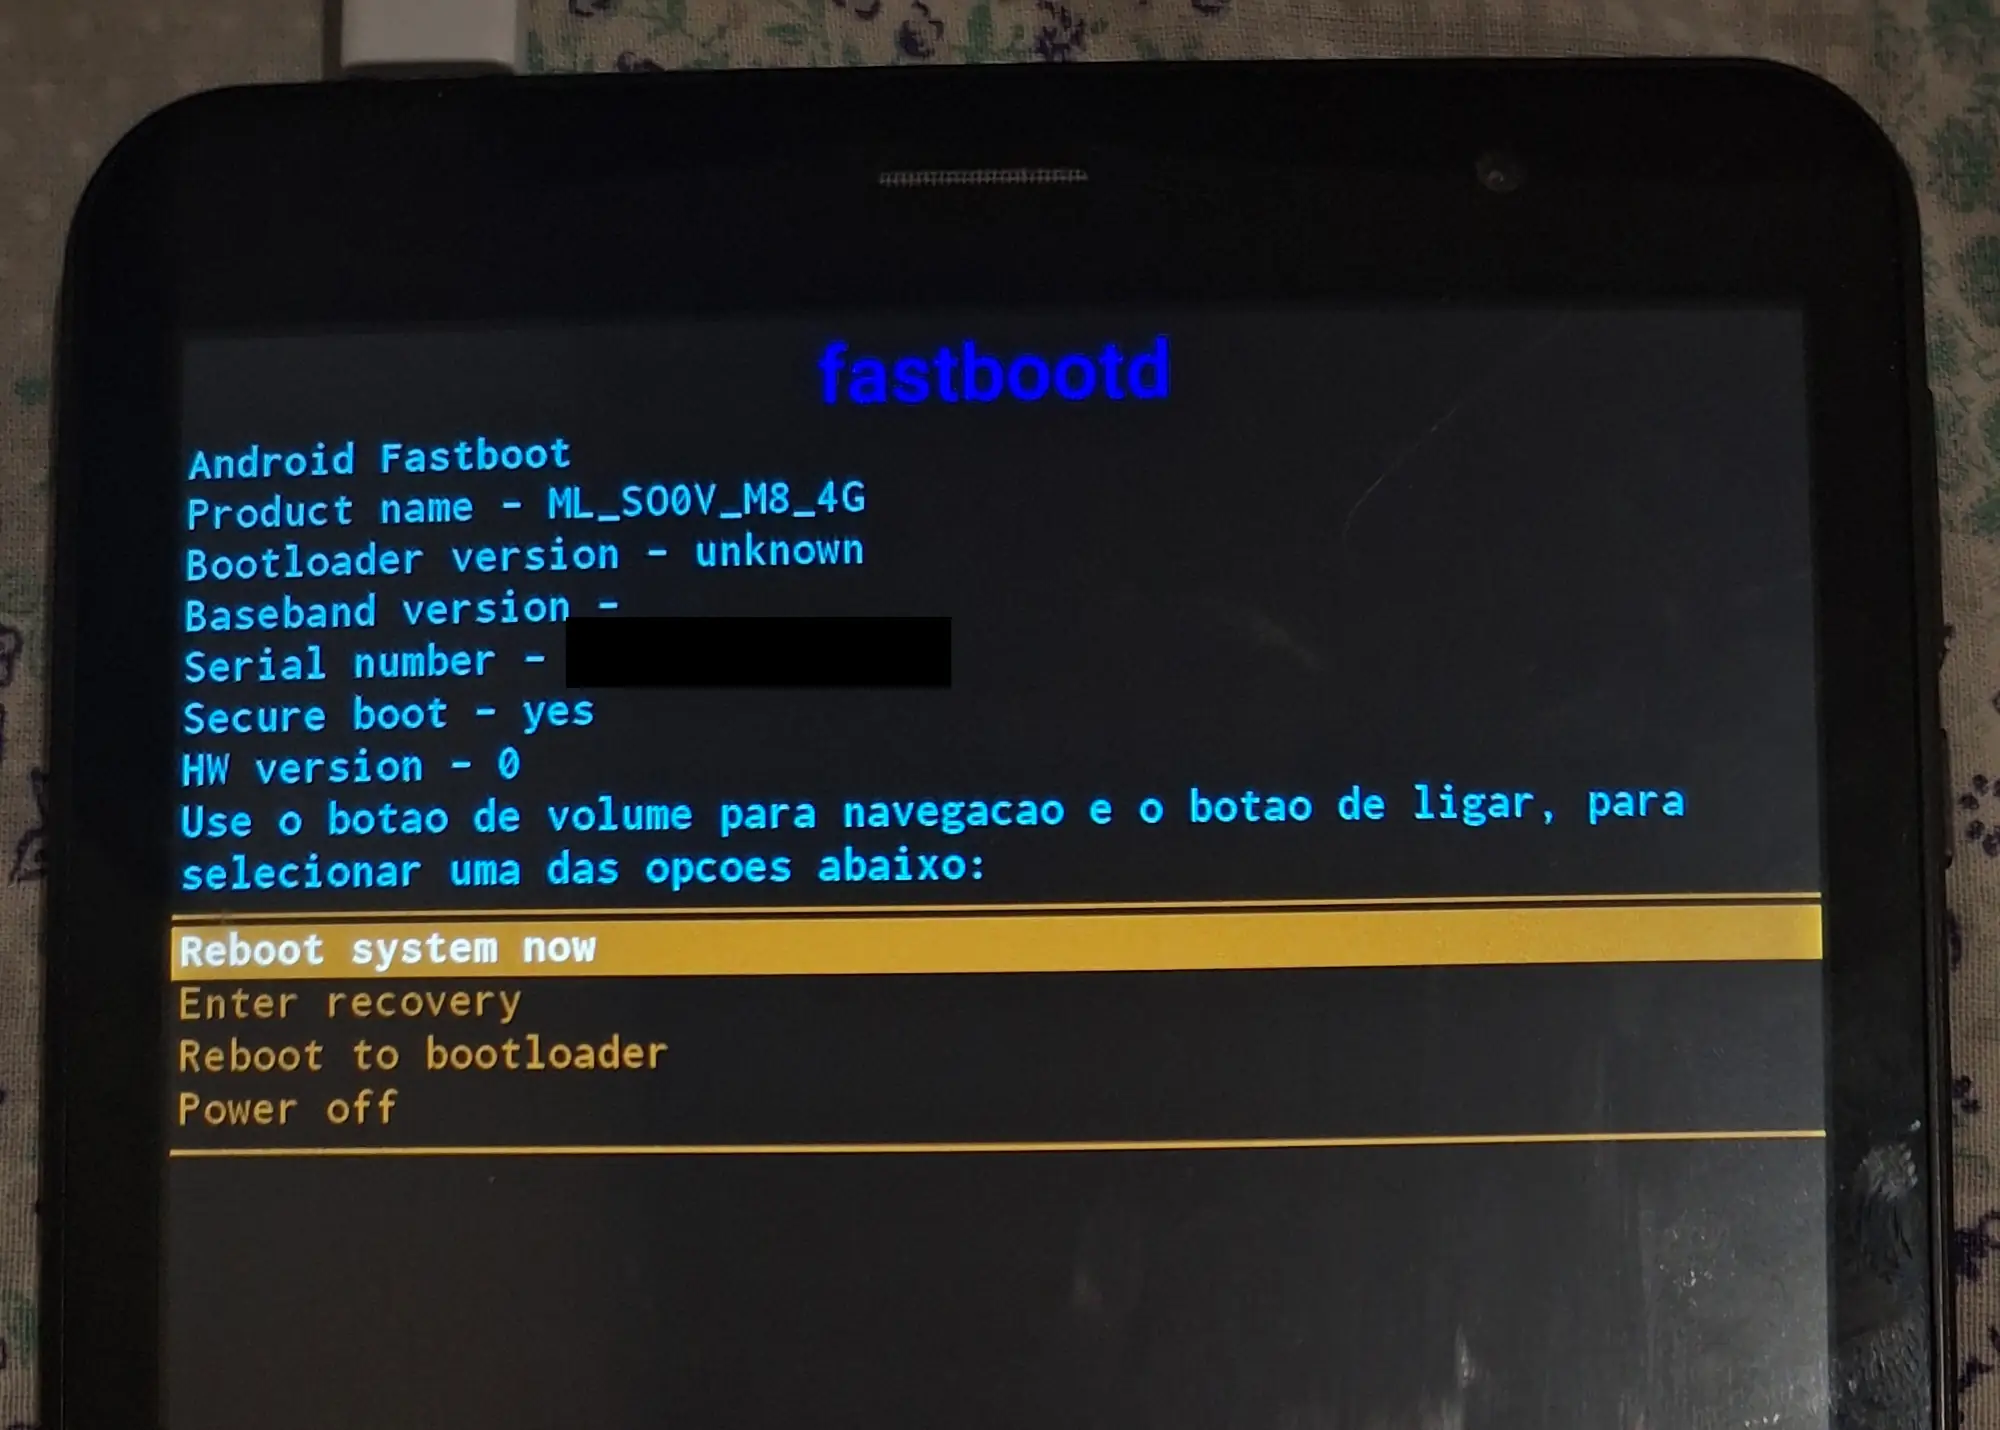 fastbootd
Android Fastboot
Product name - ML_SO0V_M8_4G
Bootloader version - unknown
Baseband version -
Serial number -
Secure boot - yes
HW version - 0
Use o botao de volume para navegacao e o botao de ligar, para
selecionar uma das opcoes abaixo:
Reboot system now
Enter recovery
Reboot to bootloader
Power off